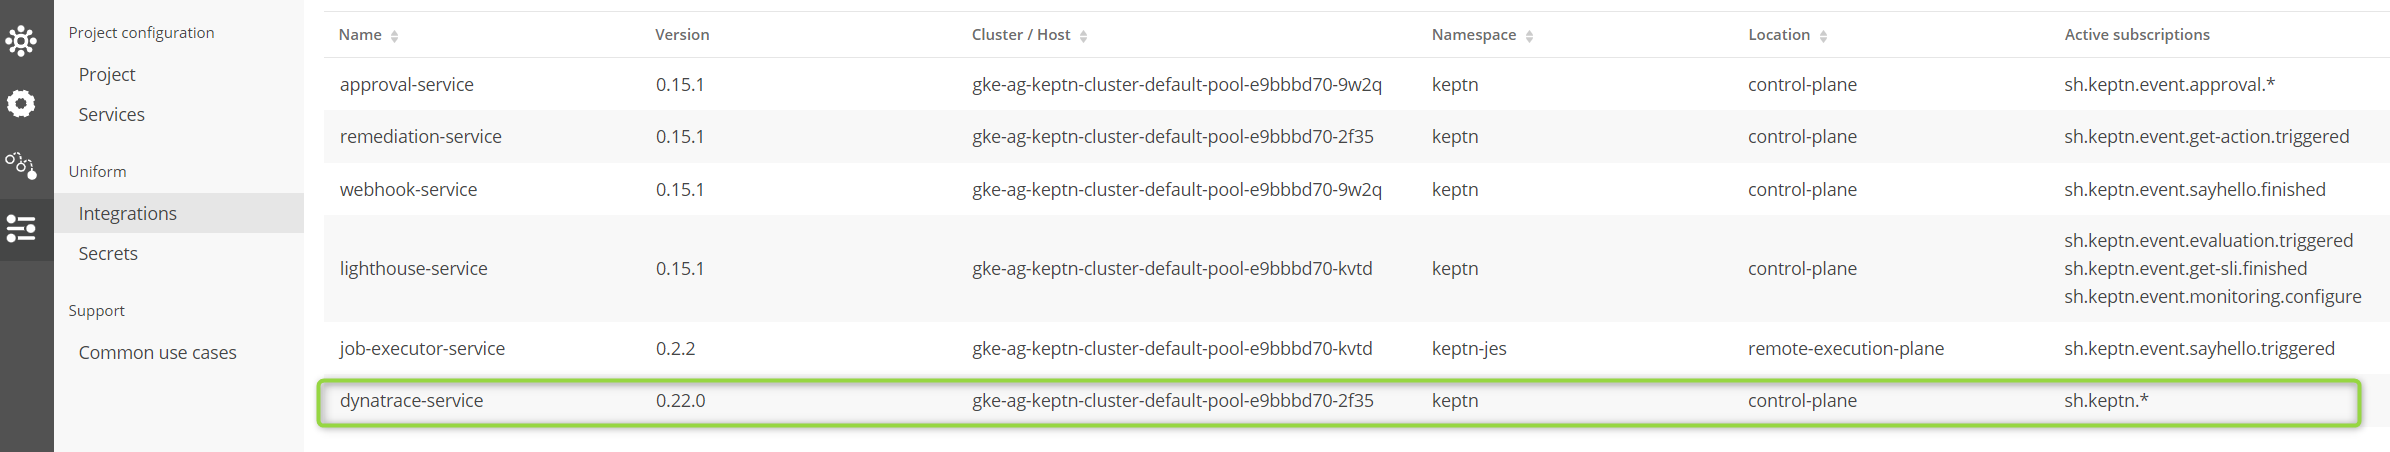 Project configuration
Project
Services
Uniform
Integrations
Secrets
Support
Common use cases
Name Version Cluster / Host Namespace Location Active subscriptions
approval-service 0.15.1 gke-ag-keptn-cluster-default-pool-e9bbbd70-9w2q keptn control-plane sh.keptn.event.approval.*
remediation-service 0.15.1 gke-ag-keptn-cluster-default-pool-e9bbbd70-2f35 keptn control-plane sh.keptn.event.get-action.triggered
webhook-service 0.15.1 gke-ag-keptn-cluster-default-pool-e9bbbd70-9w2q keptn control-plane sh.keptn.event.sayhello.finished
sh.keptn.event.evaluation.triggered
lighthouse-service 0.15.1 gke-ag-keptn-cluster-default-pool-e9bbbd70-kvtd keptn control-plane sh.keptn.event.get-sli.finished
sh.keptn.event.monitoring.configure
job-executor-service 0.2.2 gke-ag-keptn-cluster-default-pool-e9bbbd70-kvtd keptn-jes remote-execution-plane sh.keptn.event.sayhello.triggered
dynatrace-service 0.22.0 gke-ag-keptn-cluster-default-pool-e9bbbd70-2f35 keptn control-plane sh.keptn.*